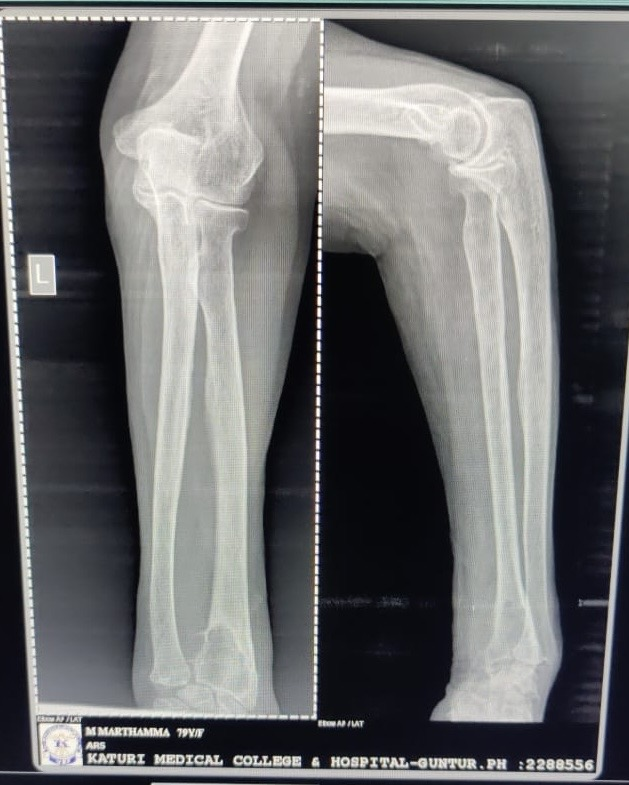 L
Elbow AP / LAT
Elbow AP / LAT
M MARTHAMMA 79Y/F
ARS
KATURI MEDICAL COLLEGE & HOSPITAL-GUNTUR.PH :2288556